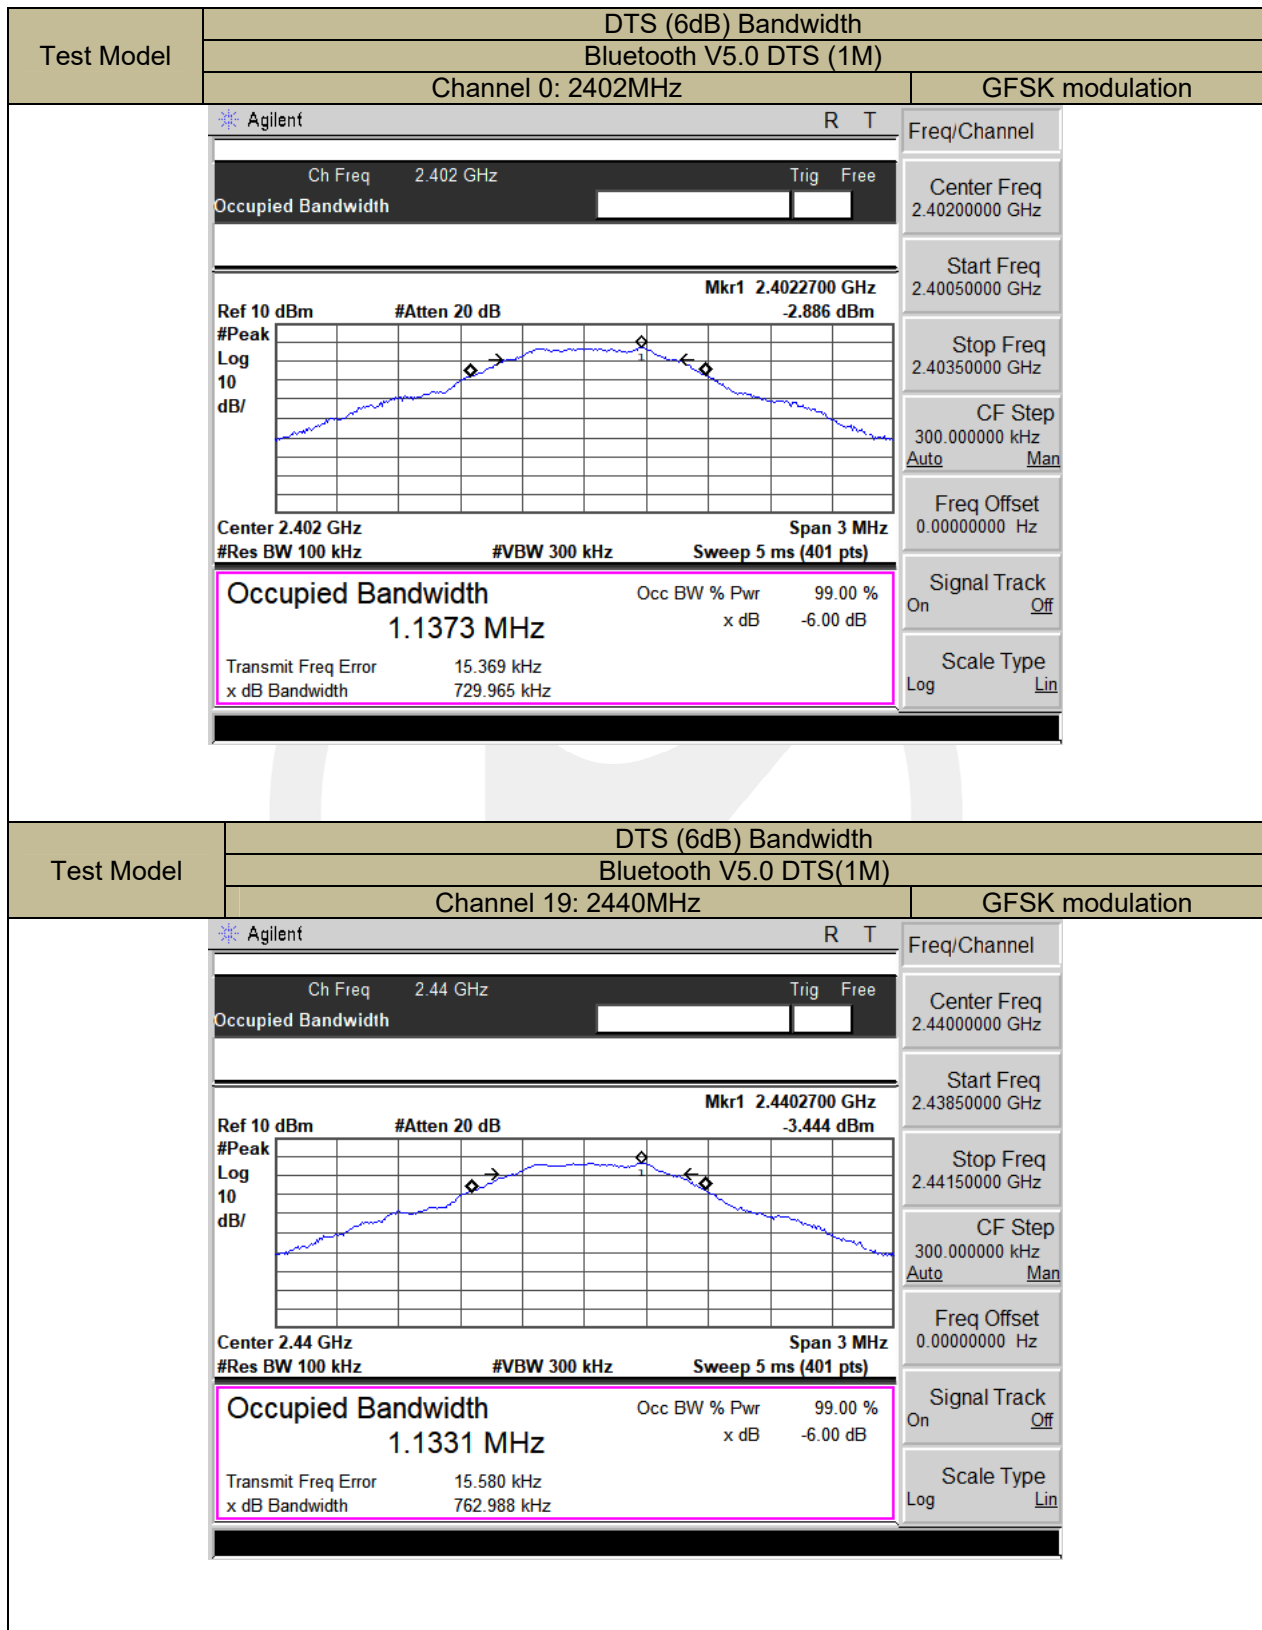 DTS (6dB) Bandwidth
Test Model
Bluetooth V5.0 DTS (1M)
Channel 0: 2402MHz GFSK modulation
Agilent R T
Freq/Channel
Ch Freq 2.402 GHz Trig Free
Occupied Bandwidth
Center Freq
2.40200000 GHz
Start Freq
2.40050000 GHz
Mkr1 2.4022700 GHz
Ref 10 dBm #Atten 20 dB -2.886 dBm
#Peak
Log
10
dB/
1
Stop Freq
2.40350000 GHz
CF Step
300.000000 kHz
Auto Man
Freq Offset
0.00000000 Hz
Center 2.402 GHz Span 3 MHz
#Res BW 100 kHz #VBW 300 kHz Sweep 5 ms (401 pts)
Occupied Bandwidth Occ BW % Pwr 99.00 %
1.1373 MHz x dB -6.00 dB
Transmit Freq Error 15.369 kHz
x dB Bandwidth 729.965 kHz
Signal Track
On Off
Scale Type
Log Lin
DTS (6dB) Bandwidth
Test Model
Bluetooth V5.0 DTS(1M)
Channel 19: 2440MHz GFSK modulation
Agilent R T
Freq/Channel
Ch Freq 2.44 GHz Trig Free
Occupied Bandwidth
Center Freq
2.44000000 GHz
Start Freq
2.43850000 GHz
Mkr1 2.4402700 GHz
Ref 10 dBm #Atten 20 dB -3.444 dBm
#Peak
Log
10
dB/
1
Stop Freq
2.44150000 GHz
CF Step
300.000000 kHz
Auto Man
Freq Offset
0.00000000 Hz
Center 2.44 GHz Span 3 MHz
#Res BW 100 kHz #VBW 300 kHz Sweep 5 ms (401 pts)
Occupied Bandwidth Occ BW % Pwr 99.00 %
1.1331 MHz x dB -6.00 dB
Transmit Freq Error 15.580 kHz
x dB Bandwidth 762.988 kHz
Signal Track
On Off
Scale Type
Log Lin